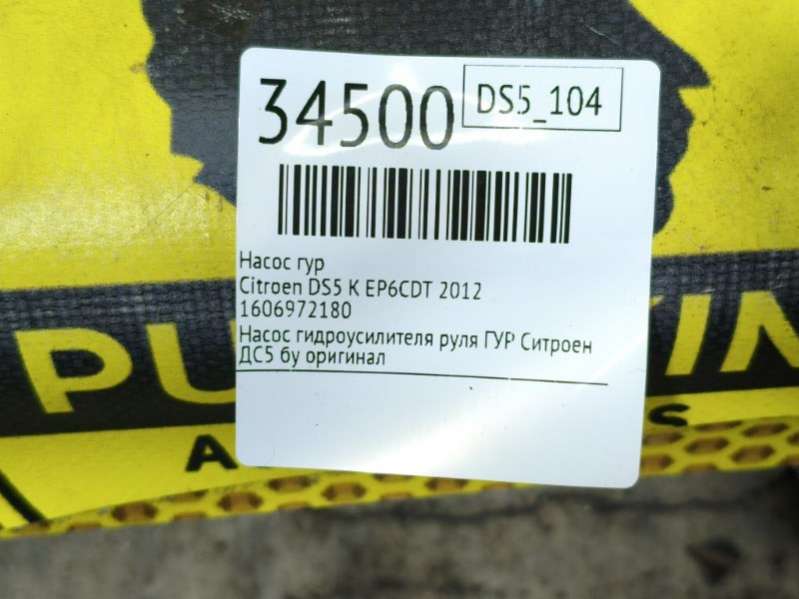 34500
DS5_104
Насос гур
Citroen DS5 K EP6CDT 2012
1606972180
Насос гидроусилителя руля ГУР Ситроен
ДС5 бу оригинал